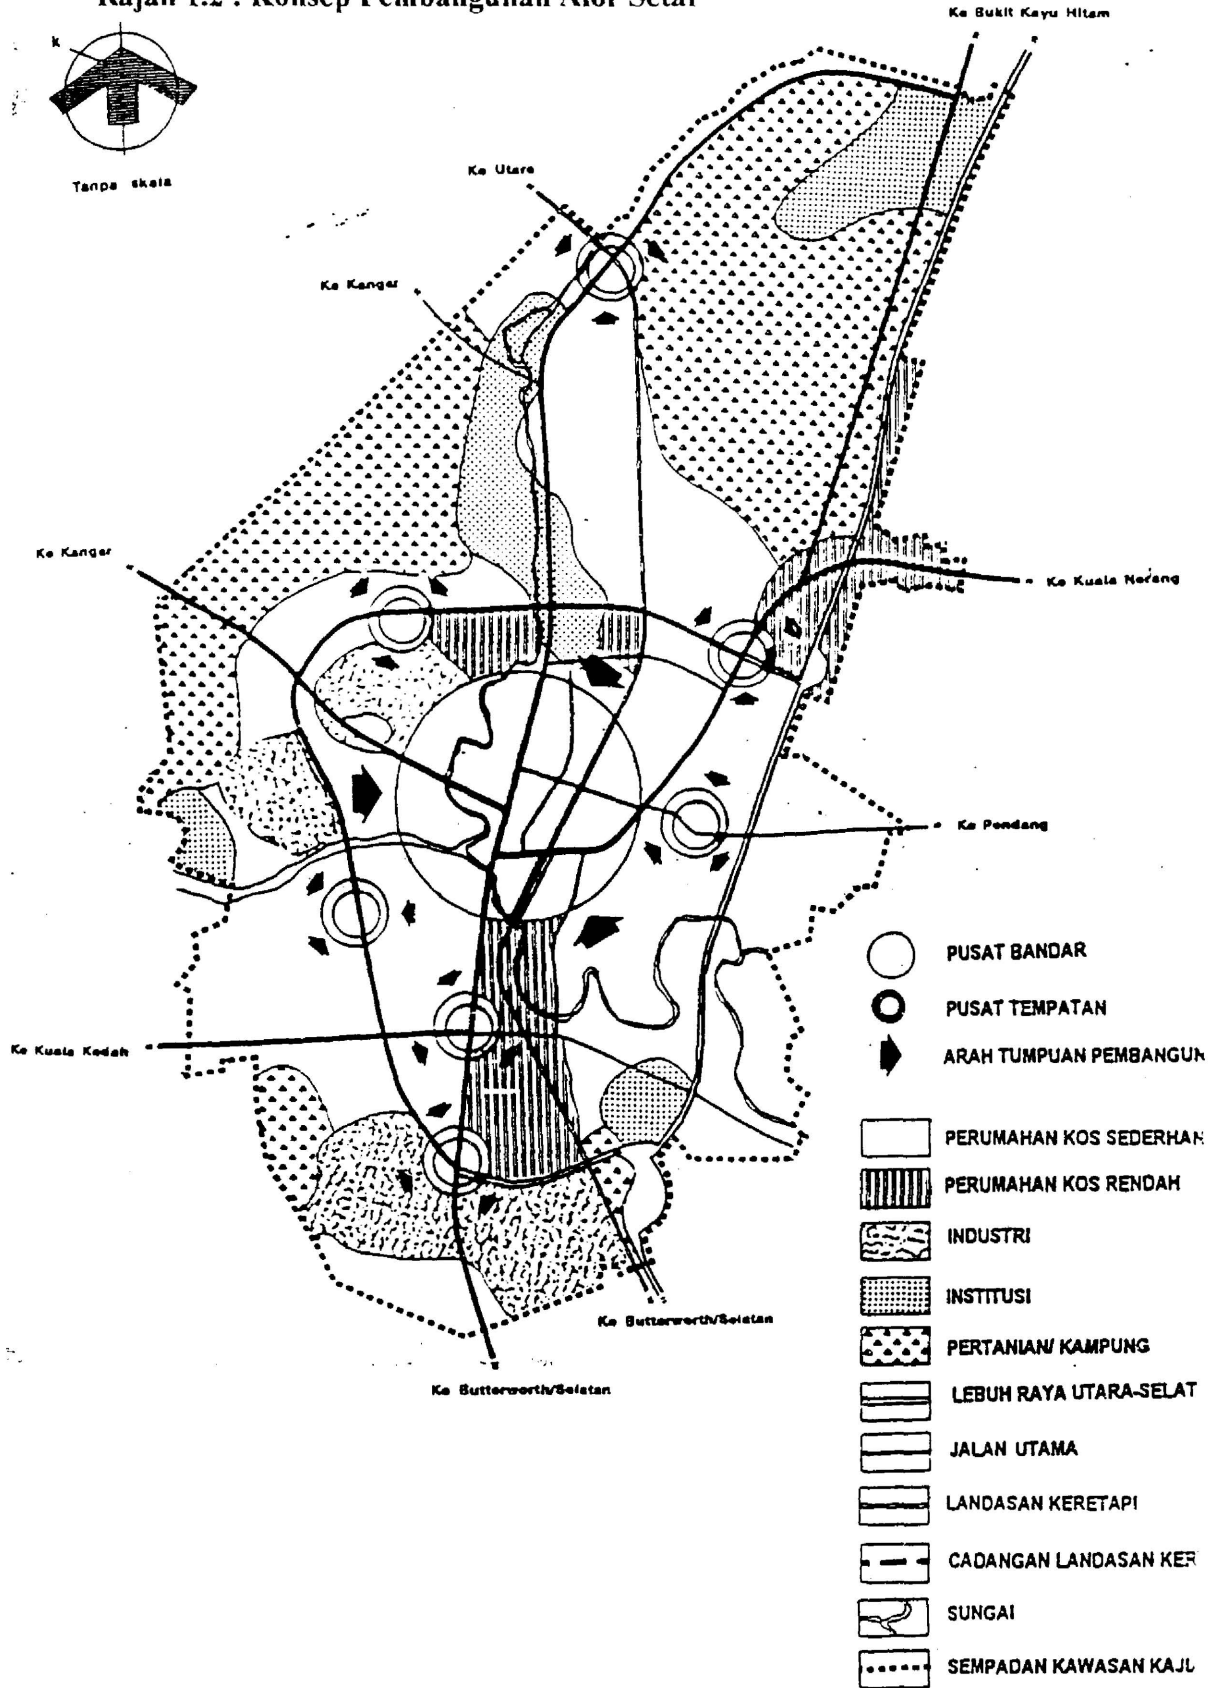 Rajah 1.2 : Konsep Pembangunan Alor Setar
Ke Bukit Kayu Hitam
k
Tanpa skala
Ke Utara
Ke Kangar
Ke Kangar
Ke Kuala Nerang
Ke Pendang
Ke Kuala Kedah
Ke Butterworth/Selatan
Ke Butterworth/Selatan
PUSAT BANDAR
PUSAT TEMPATAN
ARAH TUMPUAN PEMBANGUN
PERUMAHAN KOS SEDERHAN
PERUMAHAN KOS RENDAH
INDUSTRI
INSTITUSI
PERTANIAN/ KAMPUNG
LEBUH RAYA UTARA-SELAT
JALAN UTAMA
LANDASAN KERETAPI
CADANGAN LANDASAN KER
SUNGAI
SEMPADAN KAWASAN KAJ